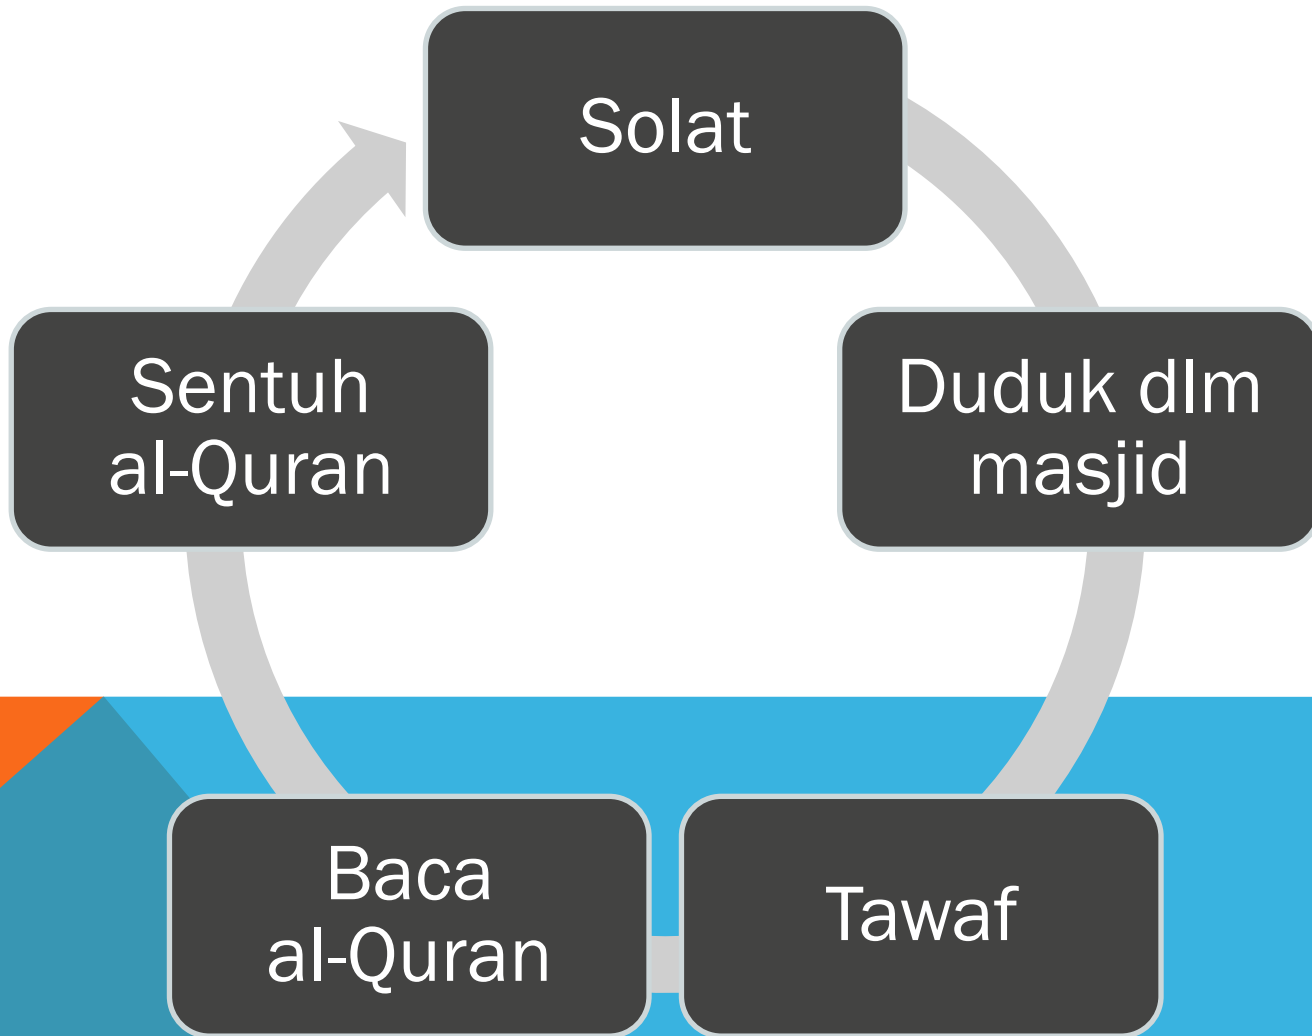 Solat
Duduk dlm
masjid
Tawaf
Baca
al-Quran
Sentuh
al-Quran